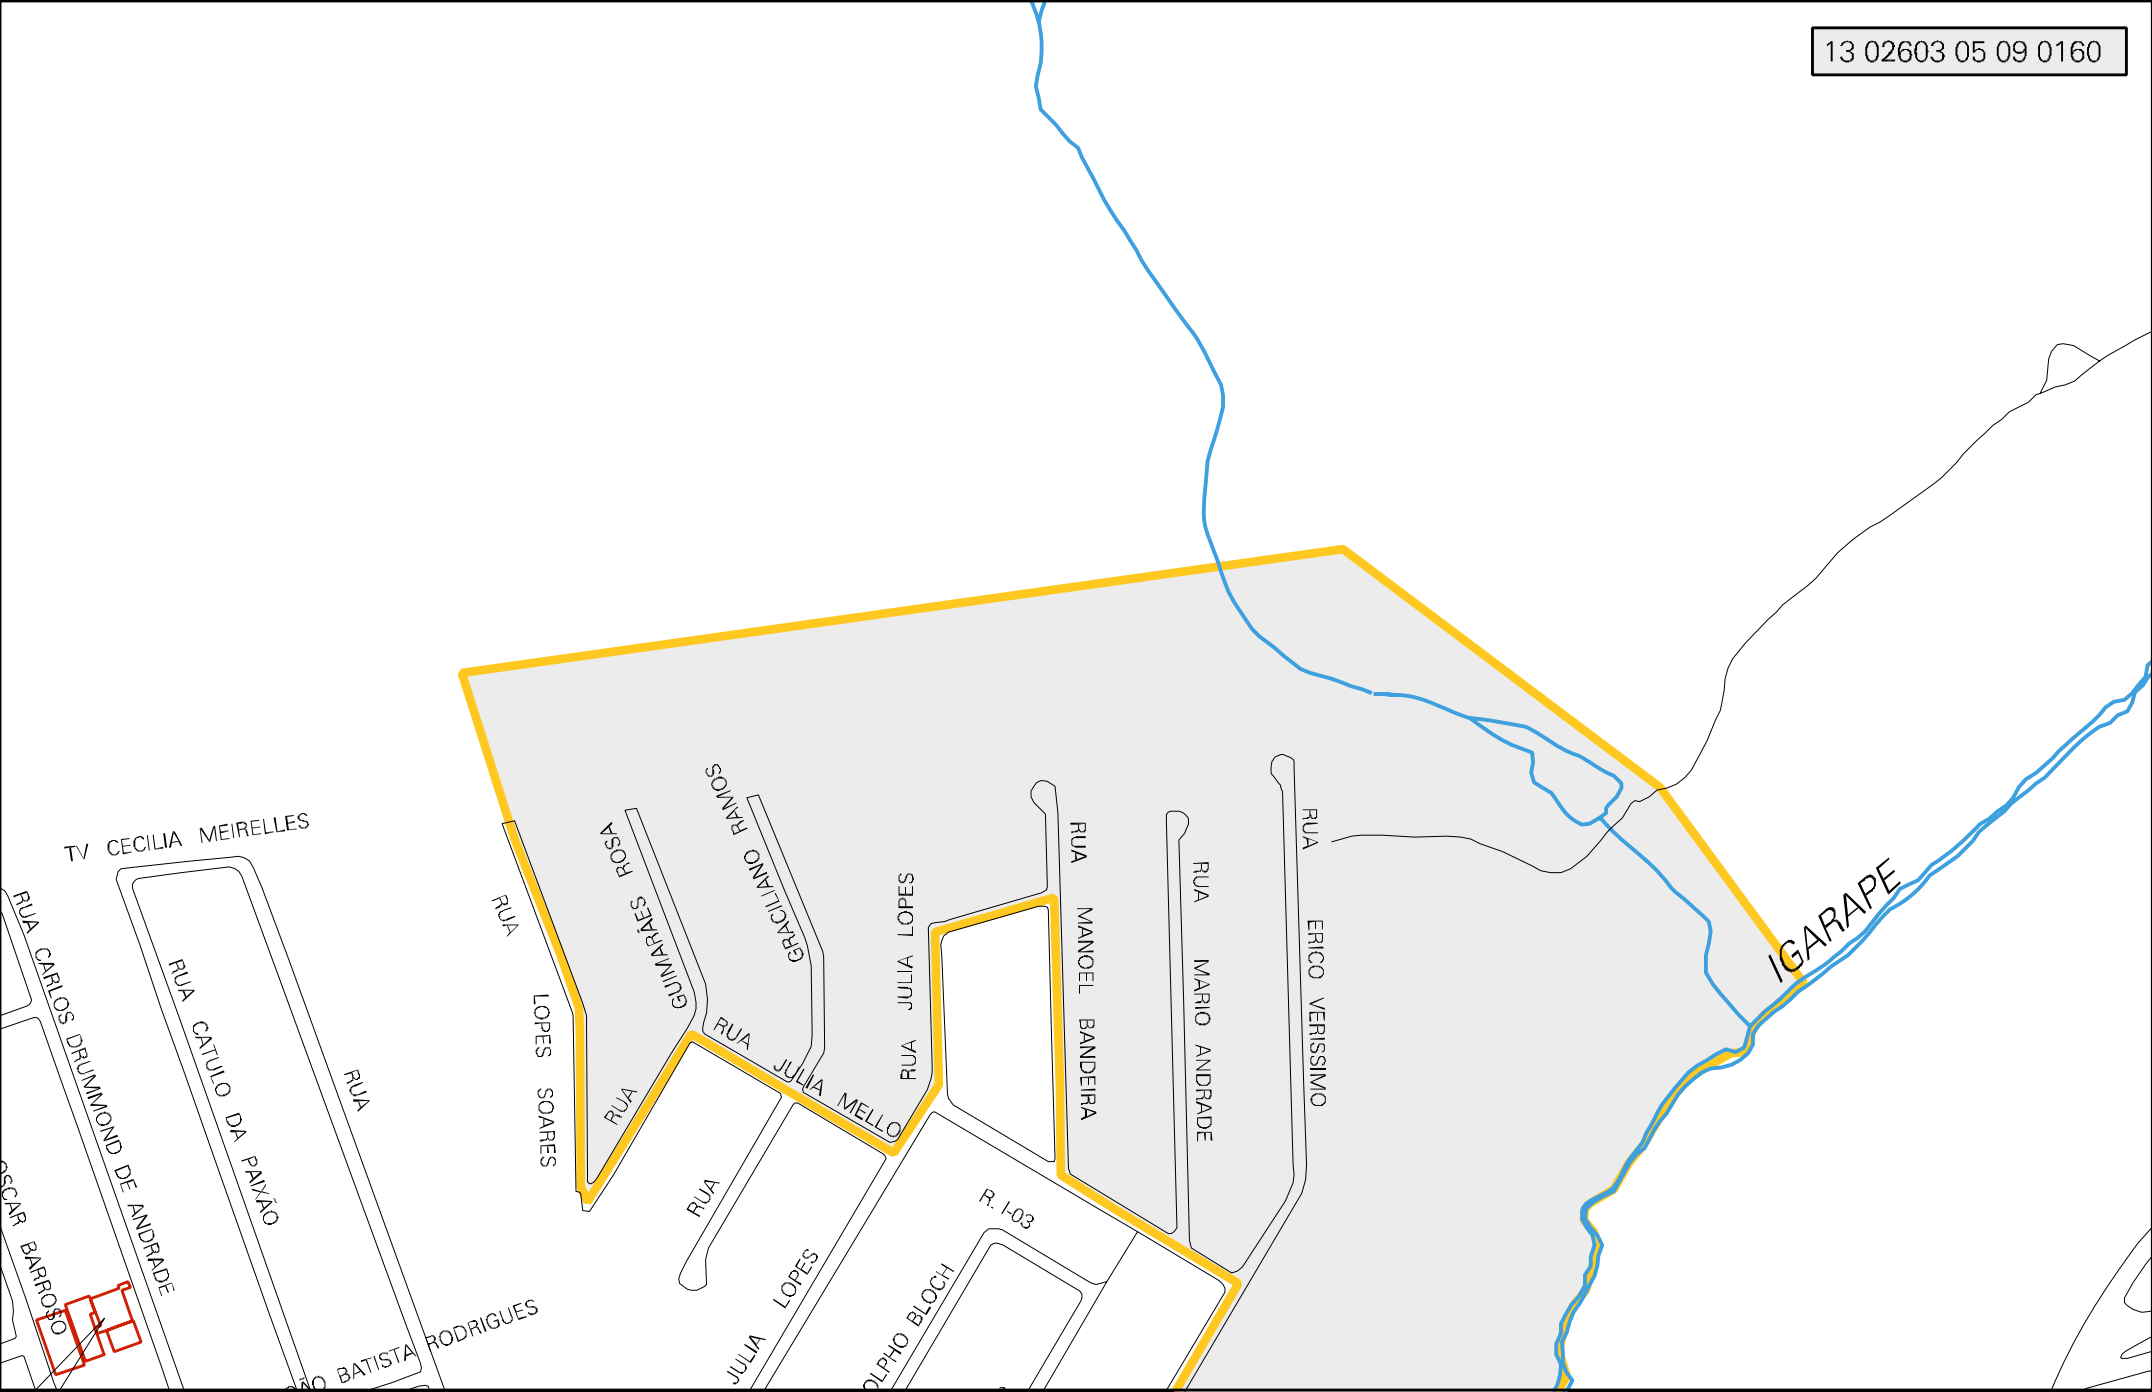 13 02603 05 09 0160
IGARAPE
TV CECILIA MEIRELLES
RUA CARLOS DRUMMOND DE ANDRADE
RUA CATULO DA PAIXÃO
RUA
RUA LOPES SOARES
RUA GUIMARÃES ROSA
GRACILIANO RAMOS
RUA JULIA LOPES
RUA JULIA MELLO
RUA MANOEL BANDEIRA
RUA MARIO ANDRADE
RUA ERICO VERISSIMO
RUA
JULIA LOPES
R. I-03
OLPHO BLOCH
OSCAR BARROSO
ÃO BATISTA RODRIGUES